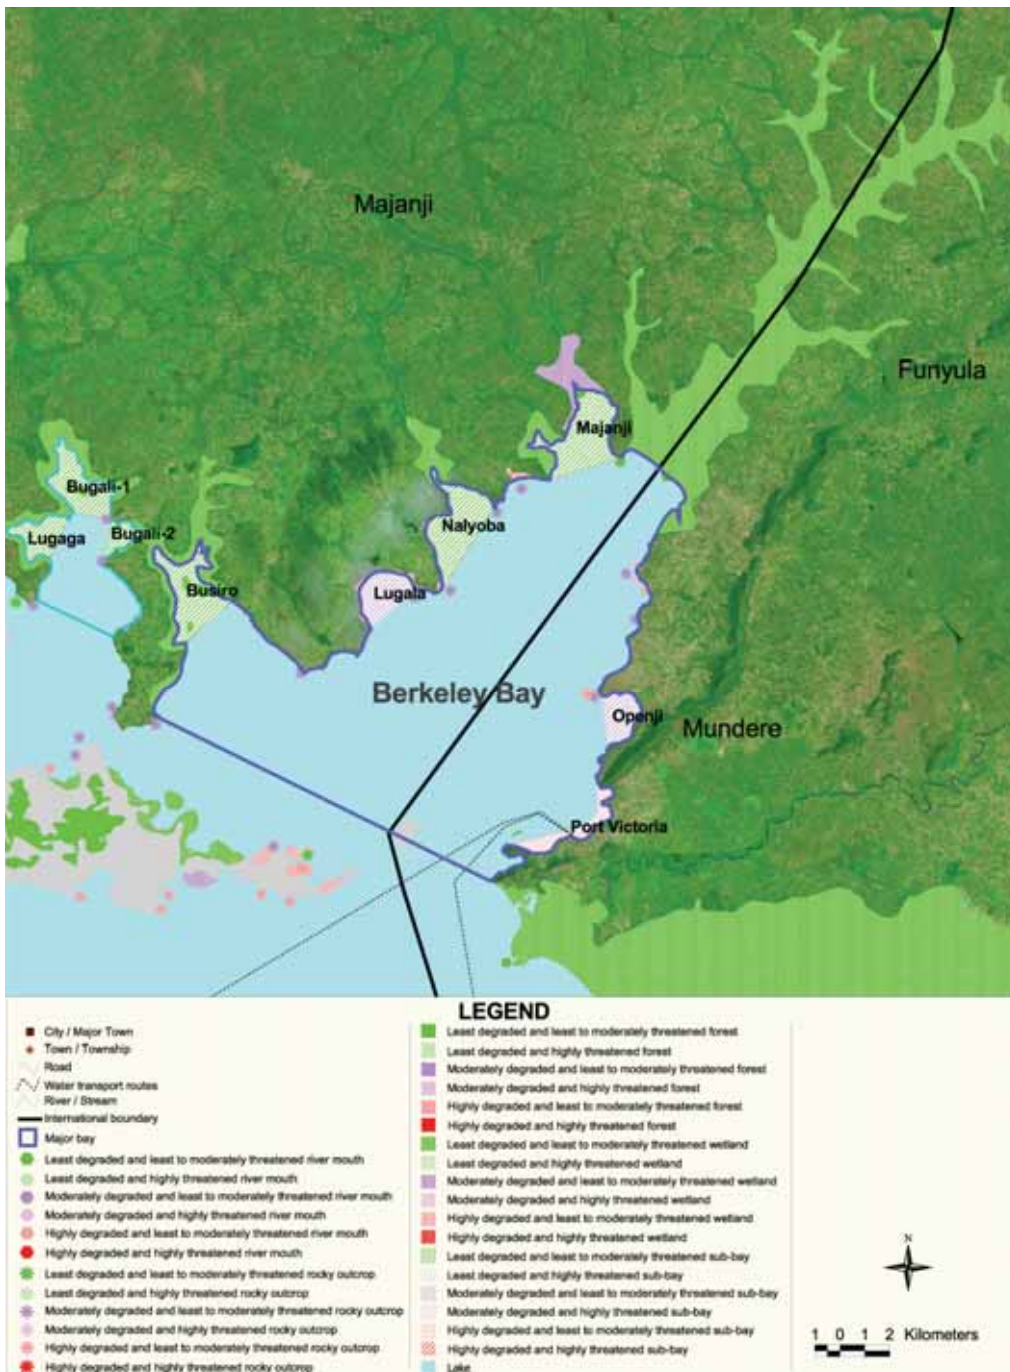 Majanji
Funyula
Majanji
Bugali-1
Nalyoba
Bugali-2
Lugaga
Busiro
Lugala
Berkeley Bay
Openji
Mundere
Port Victoria
LEGEND
City / Major Town
Town / Township
Road
Water transport routes
River / Stream
International boundary
Major bay
Least degraded and least to moderately threatened river mouth
Least degraded and highly threatened river mouth
Moderately degraded and least to moderately threatened river mouth
Moderately degraded and highly threatened river mouth
Highly degraded and least to moderately threatened river mouth
Highly degraded and highly threatened river mouth
Least degraded and least to moderately threatened rocky outcrop
Least degraded and highly threatened rocky outcrop
Moderately degraded and least to moderately threatened rocky outcrop
Moderately degraded and highly threatened rocky outcrop
Highly degraded and least to moderately threatened rocky outcrop
Highly degraded and highly threatened rocky outcrop
Least degraded and least to moderately threatened forest
Least degraded and highly threatened forest
Moderately degraded and least to moderately threatened forest
Moderately degraded and highly threatened forest
Highly degraded and least to moderately threatened forest
Highly degraded and highly threatened forest
Least degraded and least to moderately threatened wetland
Least degraded and highly threatened wetland
Moderately degraded and least to moderately threatened wetland
Moderately degraded and highly threatened wetland
Highly degraded and least to moderately threatened wetland
Highly degraded and highly threatened wetland
Least degraded and least to moderately threatened sub-bay
Least degraded and highly threatened sub-bay
Moderately degraded and least to moderately threatened sub-bay
Moderately degraded and highly threatened sub-bay
Highly degraded and least to moderately threatened sub-bay
Highly degraded and highly threatened sub-bay
Lake
N
1 0 1 2 Kilometers